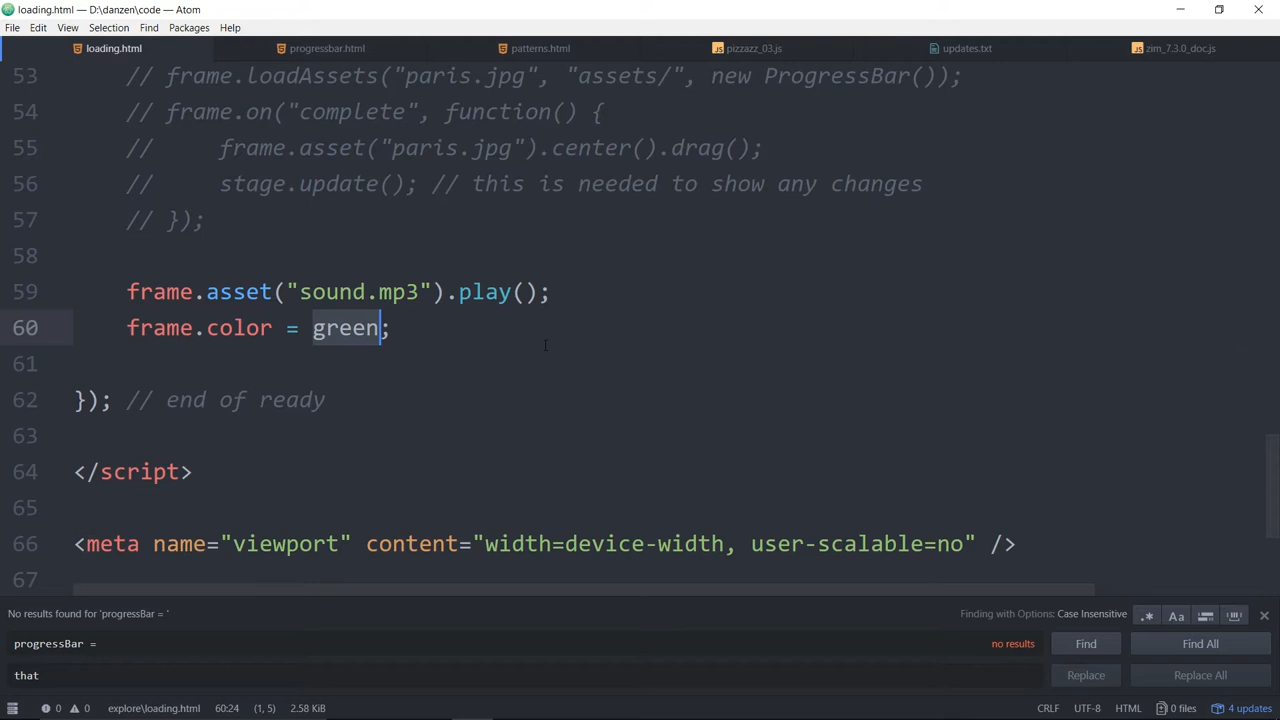 loading.html — D:\danzen\code — Atom
File Edit View Selection Find Packages Help
loading.html progressbar.html patterns.html pizzazz_03.js updates.txt zim_7.3.0_doc.js
53 // frame.loadAssets("paris.jpg", "assets/", new ProgressBar());
54 // frame.on("complete", function() {
55 // frame.asset("paris.jpg").center().drag();
56 // stage.update(); // this is needed to show any changes
57 // });
58
59 frame.asset("sound.mp3").play();
60 frame.color = green;
61
62 }); // end of ready
63
64 </script>
65
66 <meta name="viewport" content="width=device-width, user-scalable=no" />
67
No results found for 'progressBar = ' Finding with Options: Case Insensitive .* Aa
progressBar = no results Find Find All
that Replace Replace All
0 0 explore\loading.html 60:24 (1, 5) 2.58 KiB CRLF UTF-8 HTML 0 files 4 updates